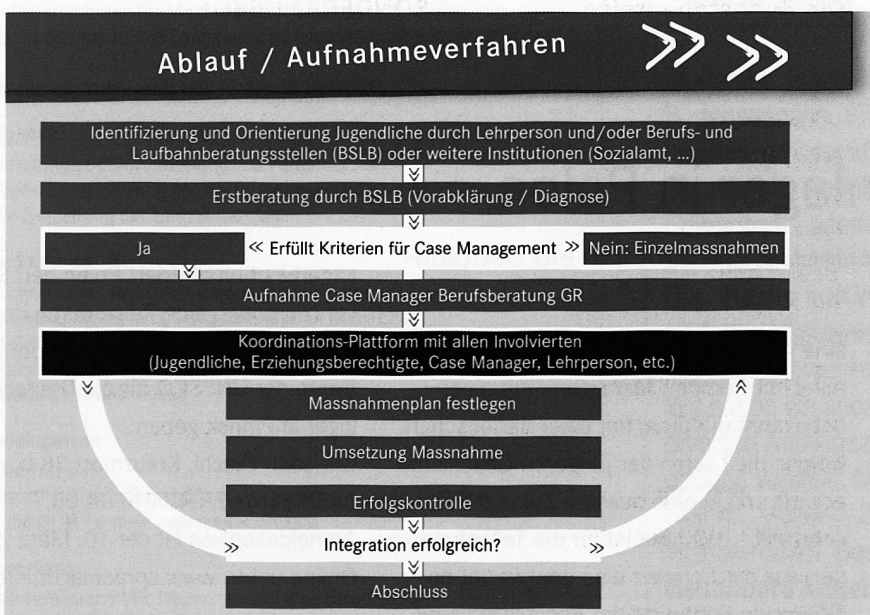 Ablauf / Aufnahmeverfahren
Identifizierung und Orientierung Jugendliche durch Lehrperson und/oder Berufs- und
Laufbahnberatungsstellen (BSLB) oder weitere Institutionen (Sozialamt, ...)
Erstberatung durch BSLB (Vorabklärung / Diagnose)
Ja « Erfüllt Kriterien für Case Management » Nein: Einzelmassnahmen
Aufnahme Case Manager Berufsberatung GR
Koordinations-Plattform mit allen Involvierten
(Jugendliche, Erziehungsberechtigte, Case Manager, Lehrperson, etc.)
Massnahmenplan festlegen
Umsetzung Massnahme
Erfolgskontrolle
Integration erfolgreich?
Abschluss